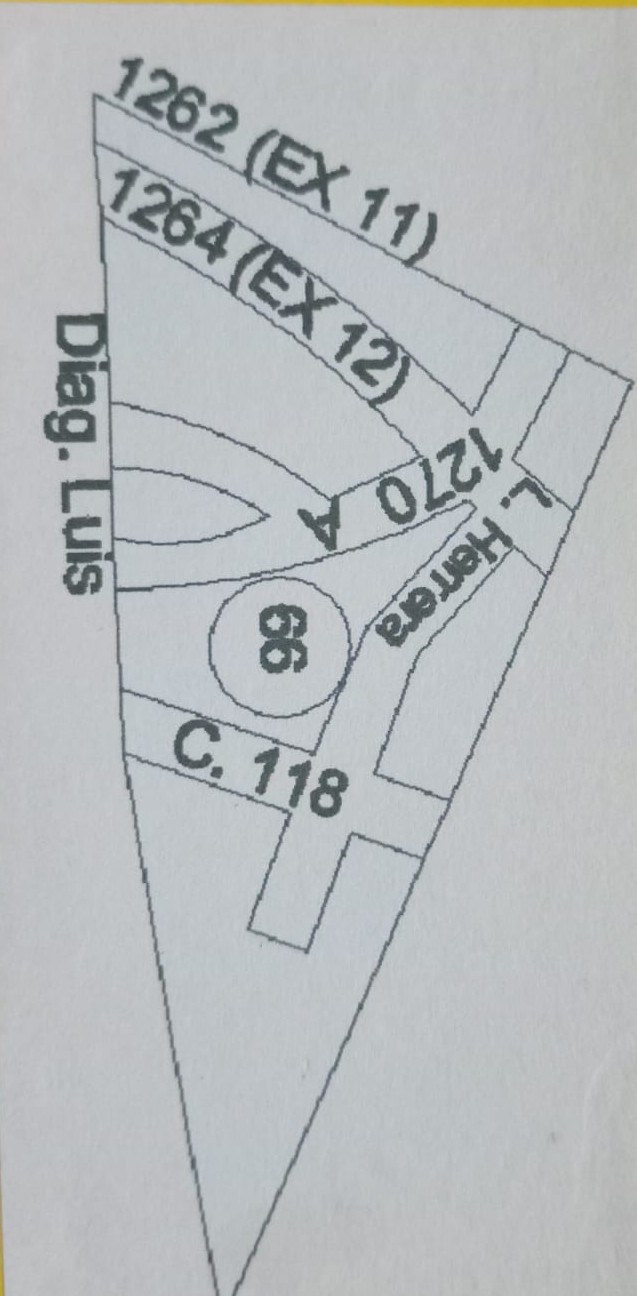 L. Herrera
1270 A
1262 (EX 11)
1264 (EX 12)
66
C. 118
Diag. Luis